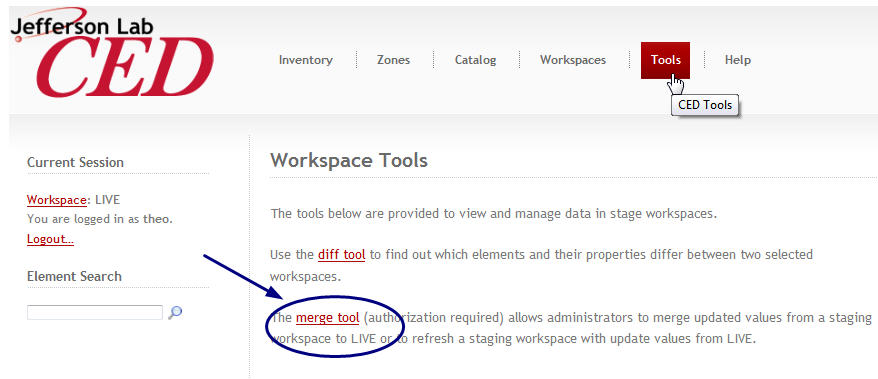 Jefferson Lab
CED
Inventory
Zones
Catalog
Workspaces
Tools
Help
CED Tools
Current Session
Workspace: LIVE
You are logged in as theo.
Logout...
Element Search
Workspace Tools
The tools below are provided to view and manage data in stage workspaces.
Use the diff tool to find out which elements and their properties differ between two selected
workspaces.
The merge tool (authorization required) allows administrators to merge updated values from a staging
workspace to LIVE or to refresh a staging workspace with update values from LIVE.